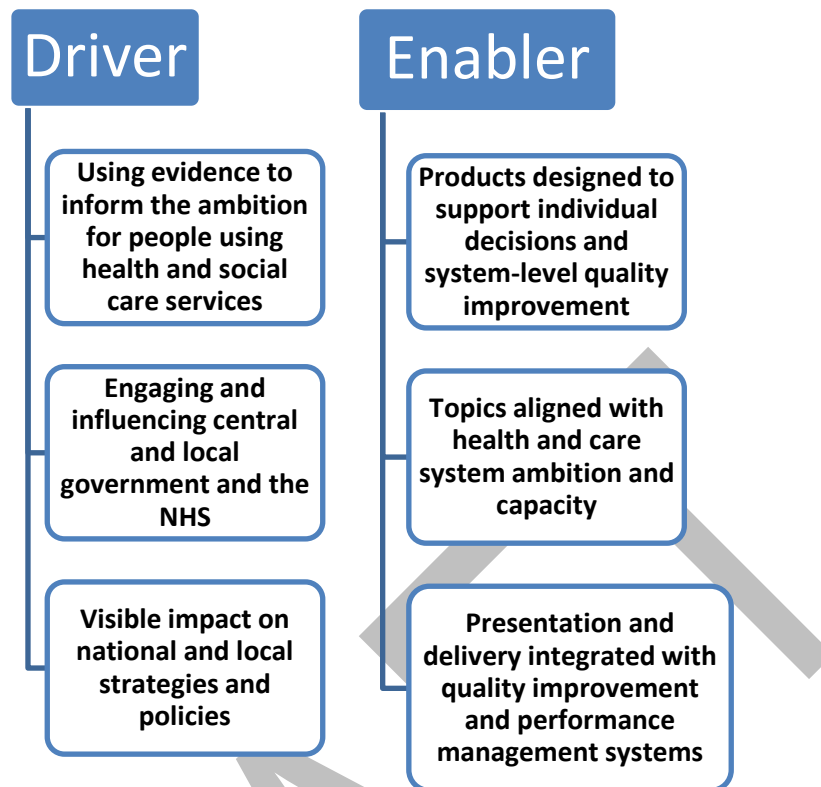 Driver
Using evidence to
inform the ambition
for people using
health and social
care services
Engaging and
influencing central
and local
government and the
NHS
Visible impact on
national and local
strategies and
policies
Enabler
Products designed to
support individual
decisions and
system-level quality
improvement
Topics aligned with
health and care
system ambition and
capacity
Presentation and
delivery integrated with
quality improvement
and performance
management systems